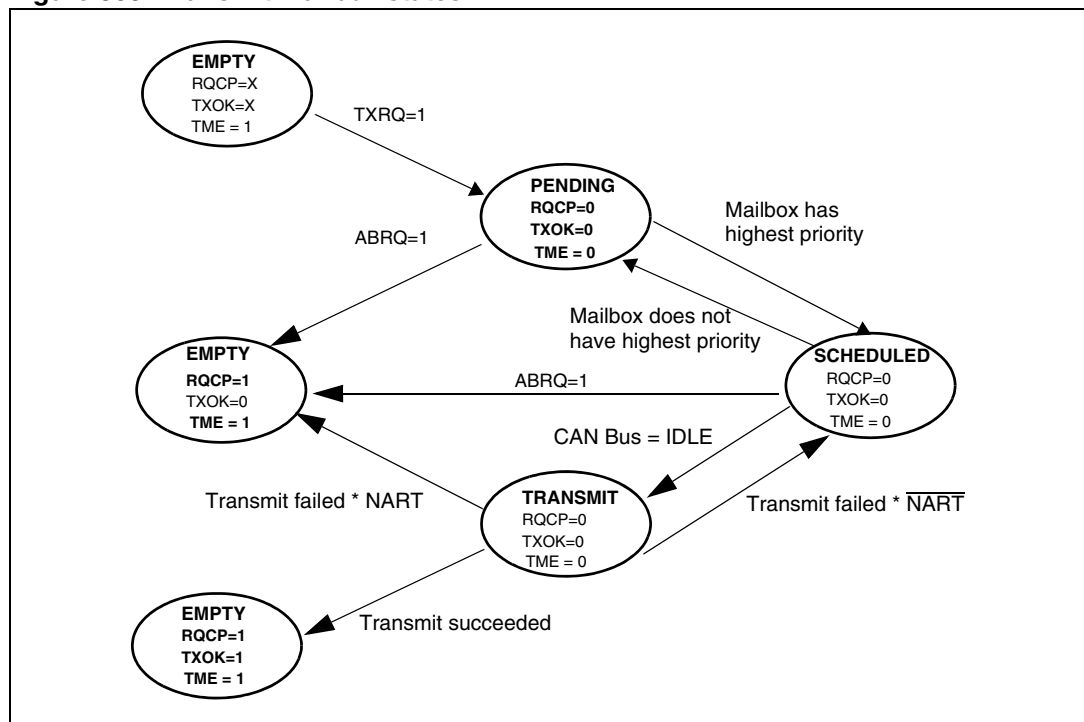 EMPTY
RQCP=X
TXOK=X
TME = 1
TXRQ=1
PENDING
RQCP=0
TXOK=0
TME = 0
Mailbox has
highest priority
ABRQ=1
Mailbox does not
have highest priority
EMPTY
RQCP=1
TXOK=0
TME = 1
SCHEDULED
RQCP=0
TXOK=0
TME = 0
ABRQ=1
CAN Bus = IDLE
Transmit failed * NART
TRANSMIT
RQCP=0
TXOK=0
TME = 0
Transmit failed * N̅A̅R̅T̅
EMPTY
RQCP=1
TXOK=1
TME = 1
Transmit succeeded